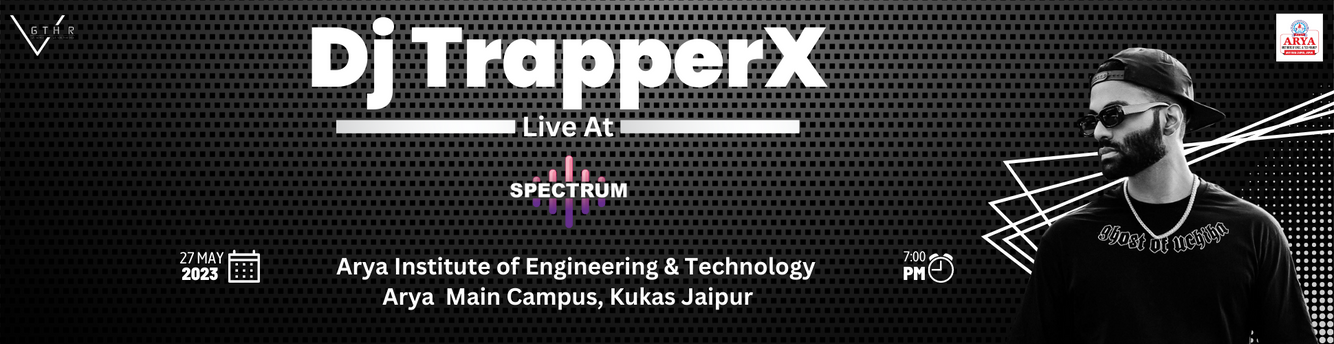 GTHR
Dj TrapperX
ARYA
Live At
SPECTRUM
ghost of uchiha
27 MAY
2023
Arya Institute of Engineering & Technology
Arya Main Campus, Kukas Jaipur
7:00
PM